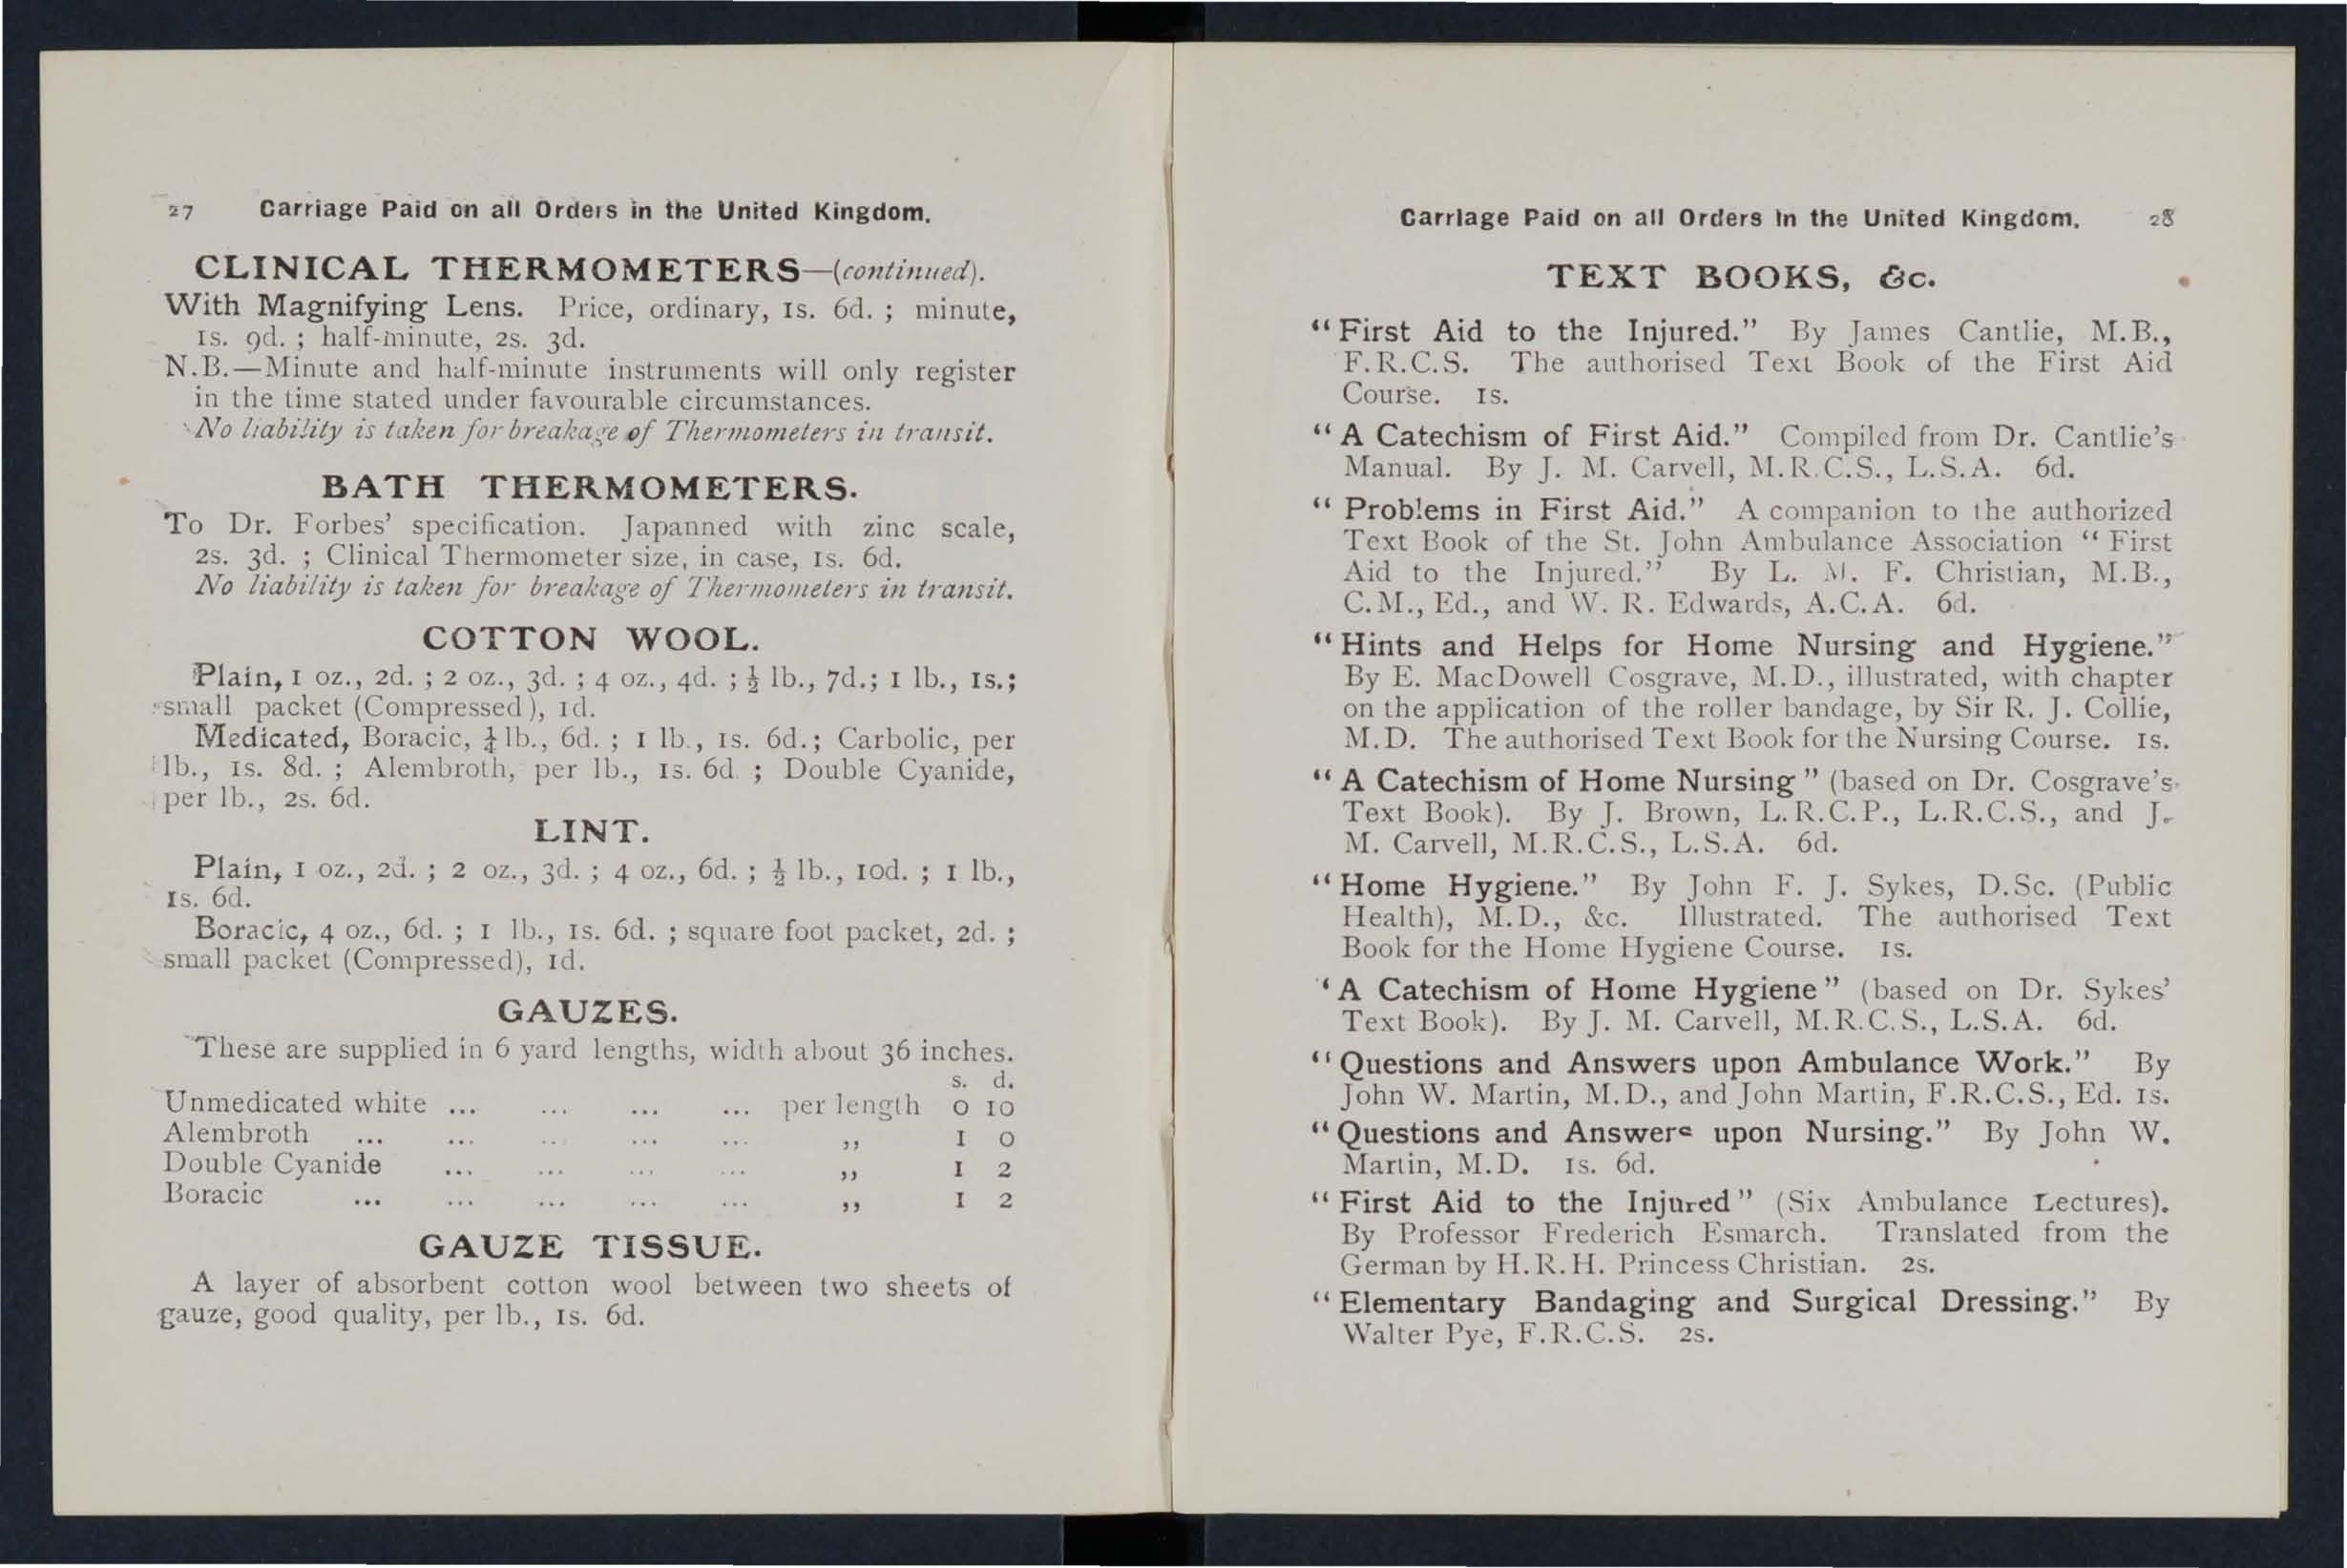 27 Carriage Paid on all Orders in the United Kingdom.
CLINICAL THERMOMETERS—(continued).
With Magnifying Lens. Price, ordinary, 1s. 6d. ; minute,
1s. 9d. ; half-minute, 2s. 3d.
N.B.—Minute and half-minute instruments will only register
in the time stated under favourable circumstances.
No liability is taken for breakage of Thermometers in transit.
BATH THERMOMETERS.
To Dr. Forbes' specification. Japanned with zinc scale,
2s. 3d. ; Clinical Thermometer size, in case, 1s. 6d.
No liability is taken for breakage of Thermometers in transit.
COTTON WOOL.
Plain, 1 oz., 2d. ; 2 oz., 3d. ; 4 oz., 4d. ; ½ lb., 7d.; 1 lb., 1s.;
small packet (Compressed), 1d.
Medicated, Boracic, ¼ lb., 6d. ; 1 lb., 1s. 6d.; Carbolic, per
lb., 1s. 8d. ; Alembroth, per lb., 1s. 6d. ; Double Cyanide,
per lb., 2s. 6d.
LINT.
Plain, 1 oz., 2d. ; 2 oz., 3d. ; 4 oz., 6d. ; ½ lb., 10d. ; 1 lb.,
1s. 6d.
Boracic, 4 oz., 6d. ; 1 lb., 1s. 6d. ; square foot packet, 2d. ;
small packet (Compressed), 1d.
GAUZES.
These are supplied in 6 yard lengths, width about 36 inches.
s. d.
Unmedicated white ... ... ... ... per length 0 10
Alembroth ... ... ... ... ... ,, 1 0
Double Cyanide ... ... ... ... ,, 1 2
Boracic ... ... ... ... ... ,, 1 2
GAUZE TISSUE.
A layer of absorbent cotton wool between two sheets of
gauze, good quality, per lb., 1s. 6d.
Carriage Paid on all Orders in the United Kingdom. 28
TEXT BOOKS, &c.
"First Aid to the Injured." By James Cantlie, M.B.,
F.R.C.S. The authorised Text Book of the First Aid
Course. 1s.
"A Catechism of First Aid." Compiled from Dr. Cantlie's
Manual. By J. M. Carvell, M.R.C.S., L.S.A. 6d.
"Problems in First Aid." A companion to the authorized
Text Book of the St. John Ambulance Association "First
Aid to the Injured." By L. M. F. Christian, M.B.,
C.M., Ed., and W. R. Edwards, A.C.A. 6d.
"Hints and Helps for Home Nursing and Hygiene."
By E. MacDowell Cosgrave, M.D., illustrated, with chapter
on the application of the roller bandage, by Sir R. J. Collie,
M.D. The authorised Text Book for the Nursing Course. 1s.
"A Catechism of Home Nursing" (based on Dr. Cosgrave's
Text Book). By J. Brown, L.R.C.P., L.R.C.S., and J.
M. Carvell, M.R.C.S., L.S.A. 6d.
"Home Hygiene." By John F. J. Sykes, D.Sc. (Public
Health), M.D., &c. Illustrated. The authorised Text
Book for the Home Hygiene Course. 1s.
'A Catechism of Home Hygiene" (based on Dr. Sykes'
Text Book). By J. M. Carvell, M.R.C.S., L.S.A. 6d.
"Questions and Answers upon Ambulance Work." By
John W. Martin, M.D., and John Martin, F.R.C.S., Ed. 1s.
"Questions and Answers upon Nursing." By John W.
Martin, M.D. 1s. 6d.
"First Aid to the Injured" (Six Ambulance Lectures).
By Professor Frederich Esmarch. Translated from the
German by H.R.H. Princess Christian. 2s.
"Elementary Bandaging and Surgical Dressing." By
Walter Pye, F.R.C.S. 2s.